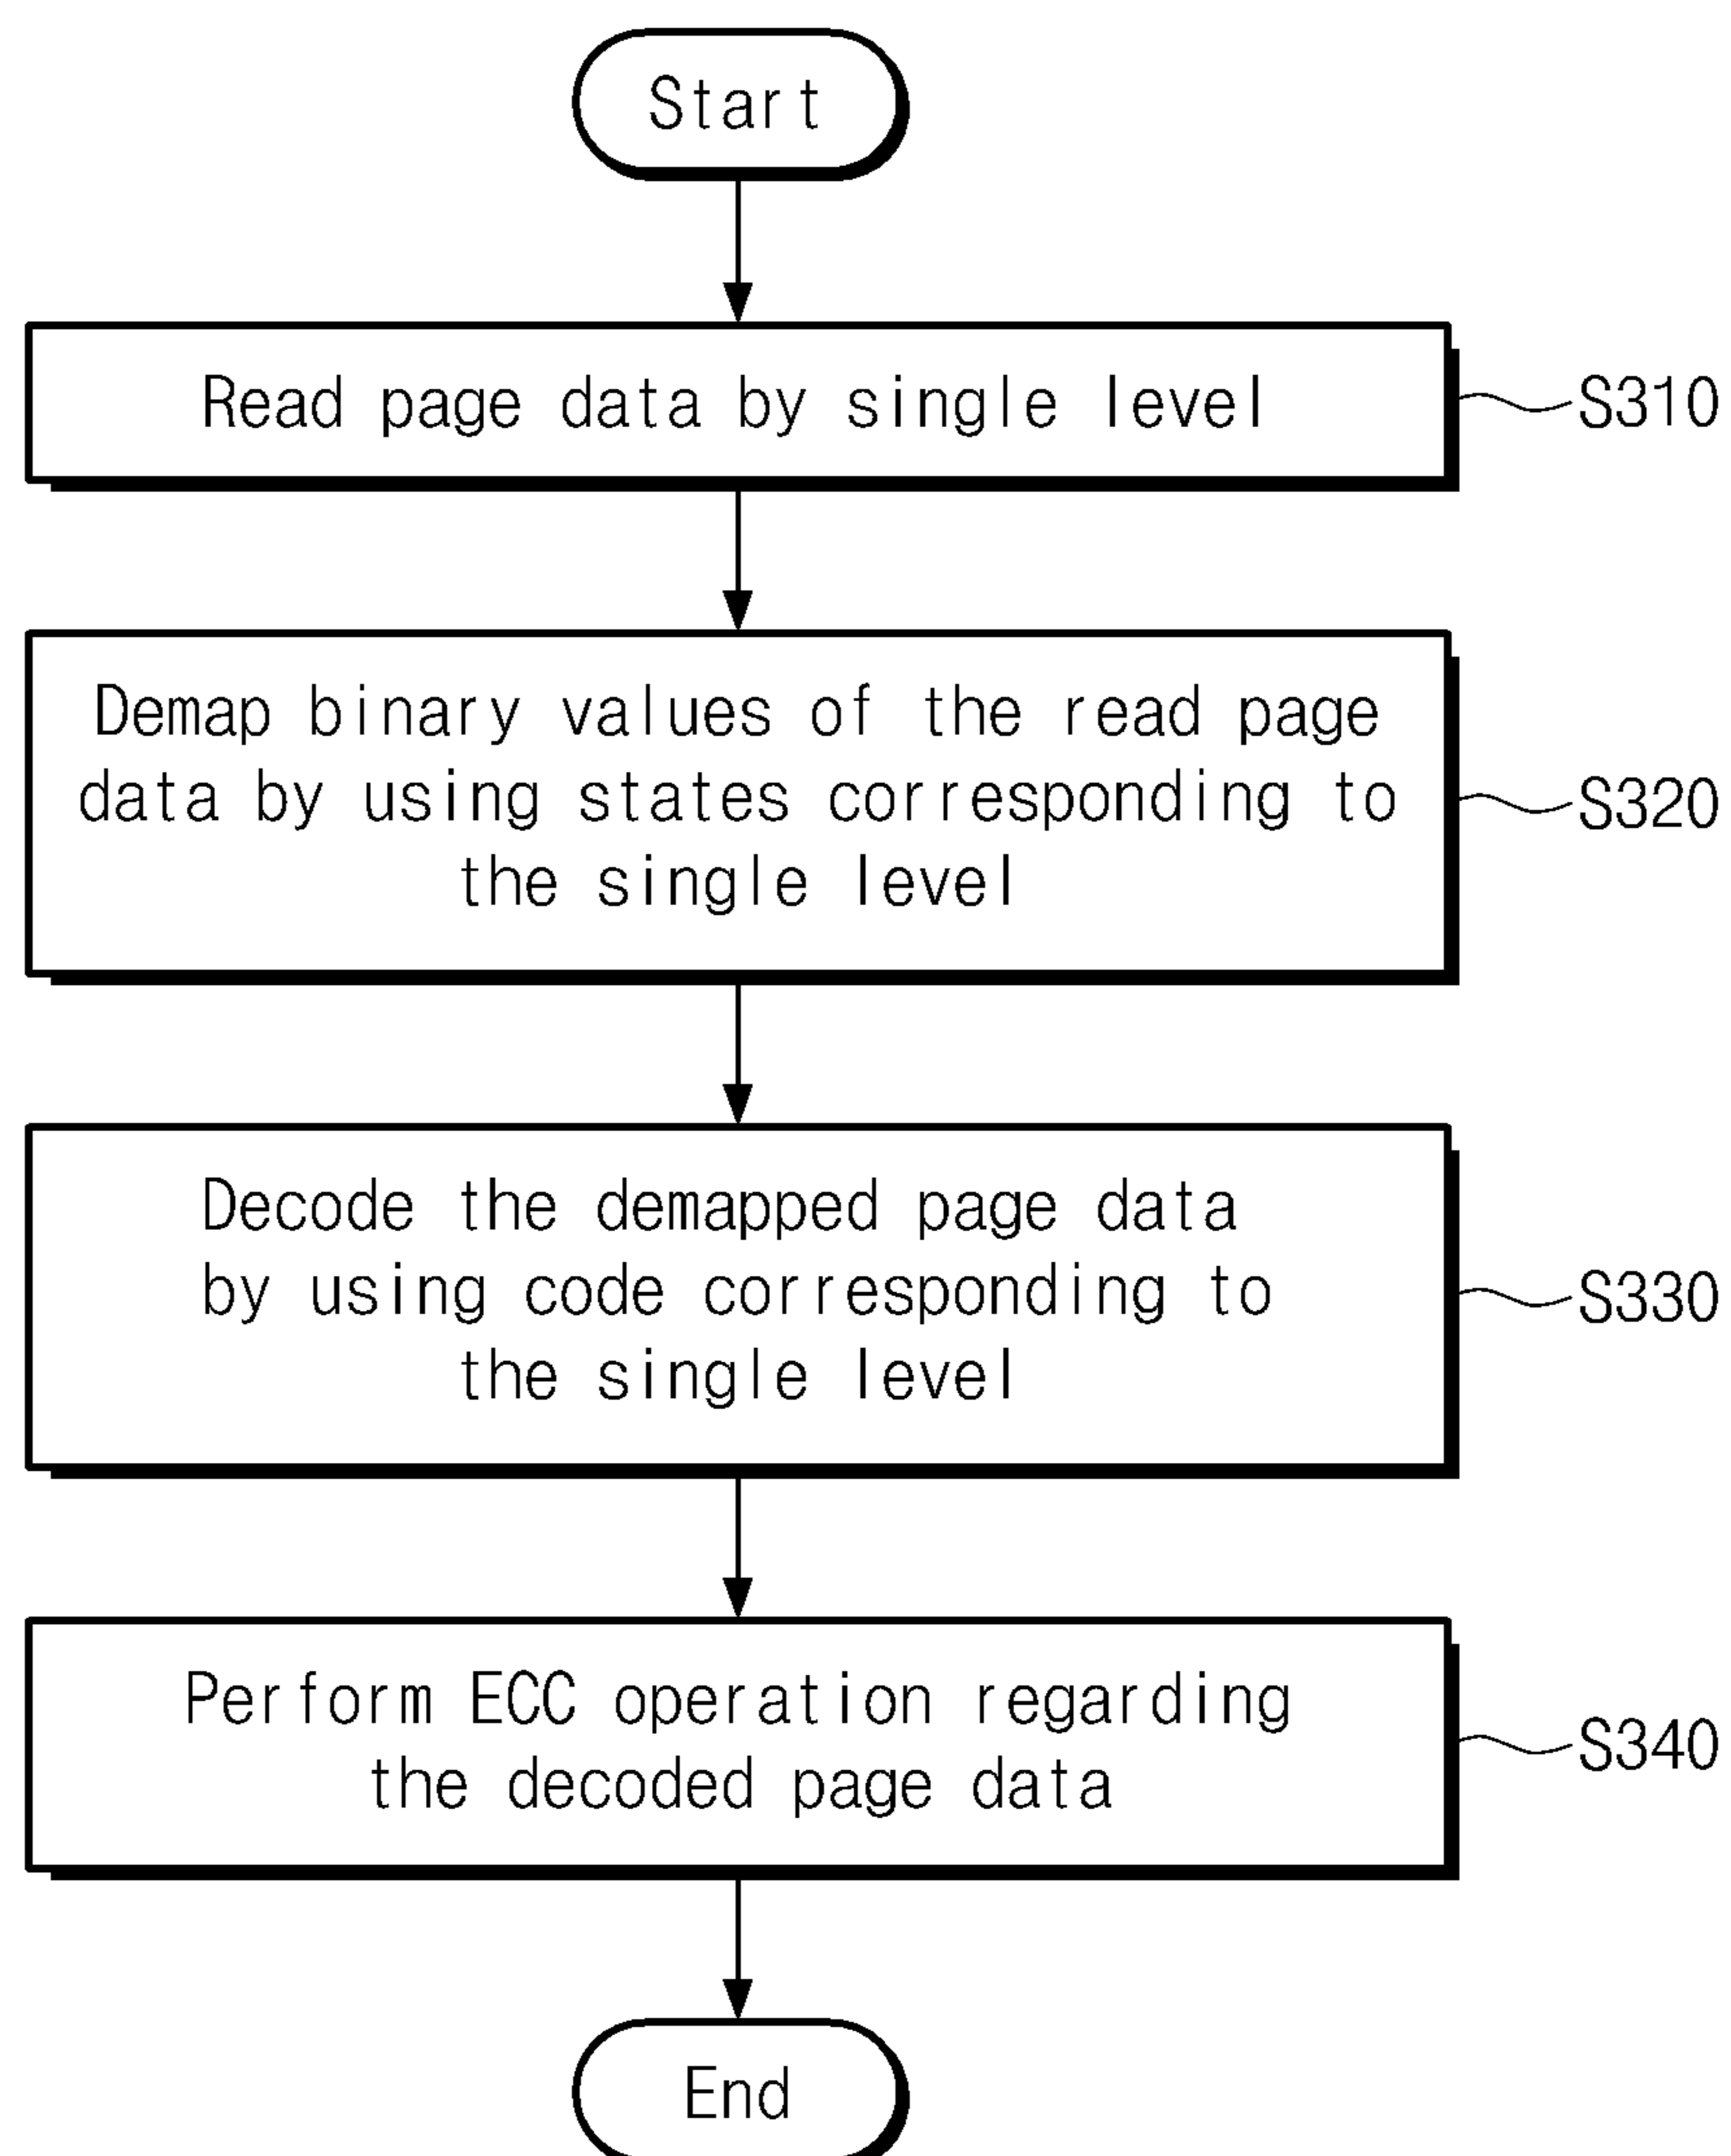 Start
Read page data by single level
S310
Demap binary values of the read page
data by using states corresponding to
the single level
S320
Decode the demapped page data
by using code corresponding to
the single level
S330
Perform ECC operation regarding
the decoded page data
S340
End